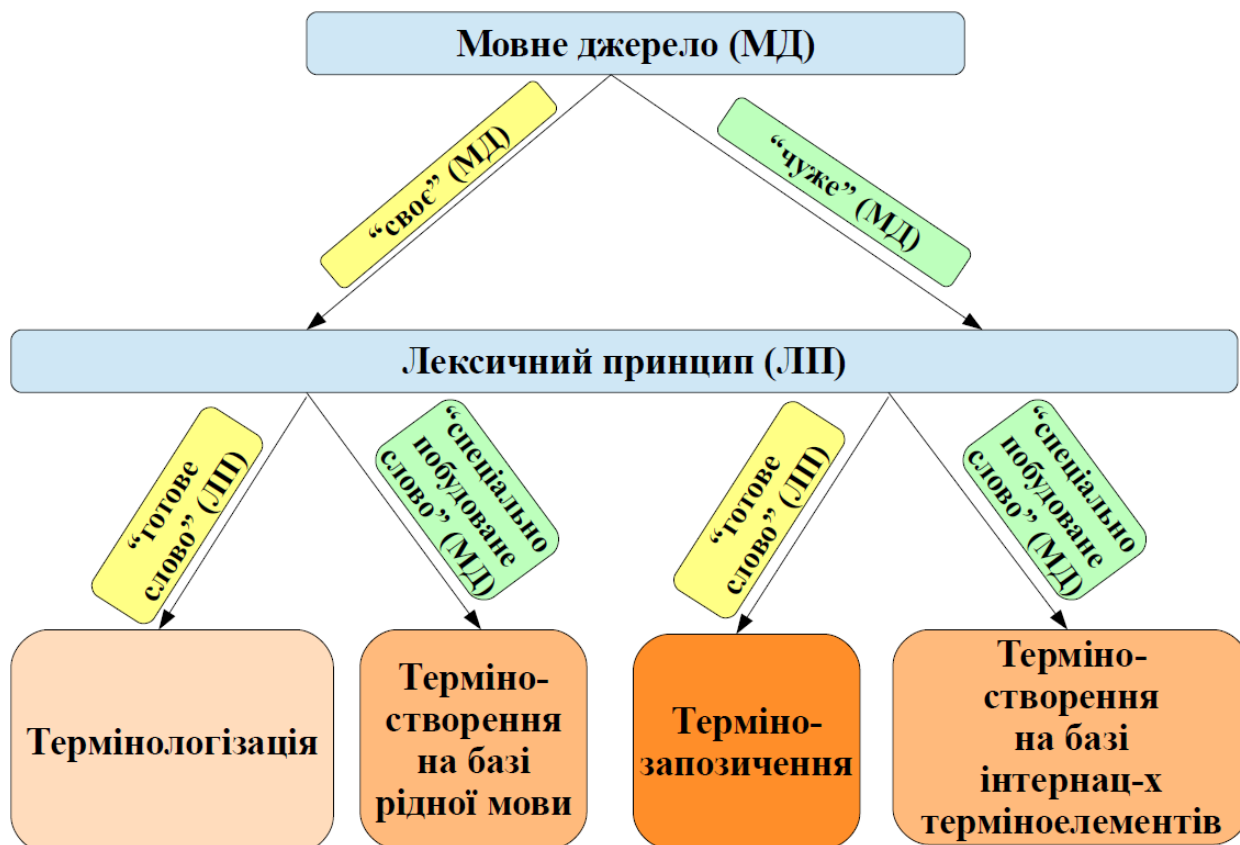 Мовне джерело (МД)
“своє” (МД)
“чуже” (МД)
Лексичний принцип (ЛП)
“готове
слово” (ЛП)
“спеціально
побудоване
слово” (МД)
“готове
слово” (ЛП)
“спеціально
побудоване
слово” (МД)
Термінологізація
Терміно-
створення
на базі
рідної мови
Терміно-
запозичення
Терміно-
створення
на базі
інтернац-х
терміноелементів